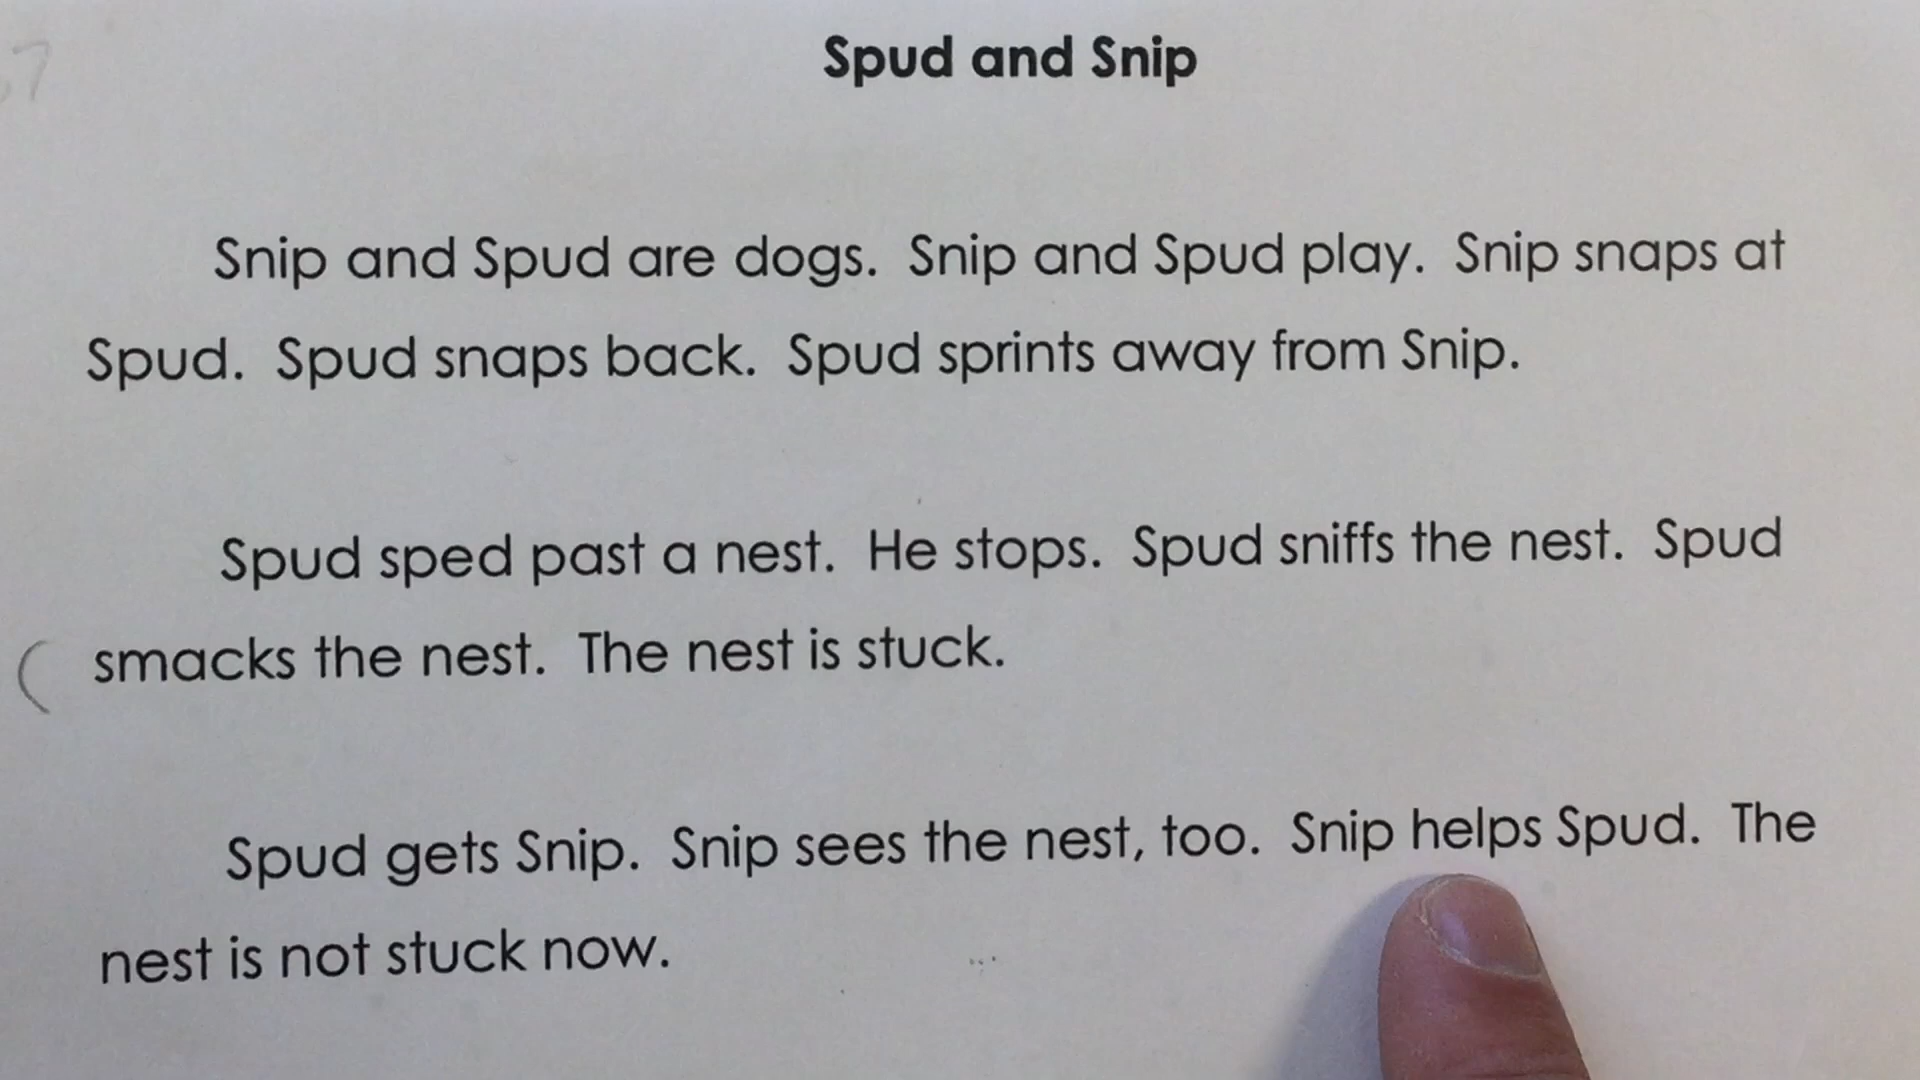 Spud and Snip
Snip and Spud are dogs. Snip and Spud play. Snip snaps at
Spud. Spud snaps back. Spud sprints away from Snip.
Spud sped past a nest. He stops. Spud sniffs the nest. Spud
smacks the nest. The nest is stuck.
Spud gets Snip. Snip sees the nest, too. Snip helps Spud. The
nest is not stuck now.